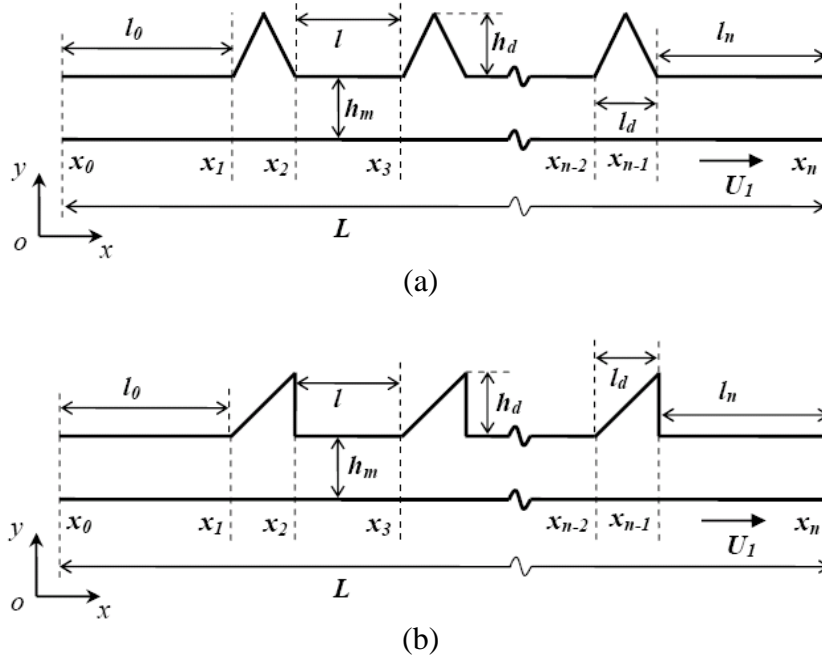 l0 l hd ln
hm
ld
x0 x1 x2 x3 xn-2 xn-1 xn
U1
y
L
o x
(a)
l0 l hd ld ln
hm
x0 x1 x2 x3 xn-2 xn-1 xn
U1
y
L
o x
(b)